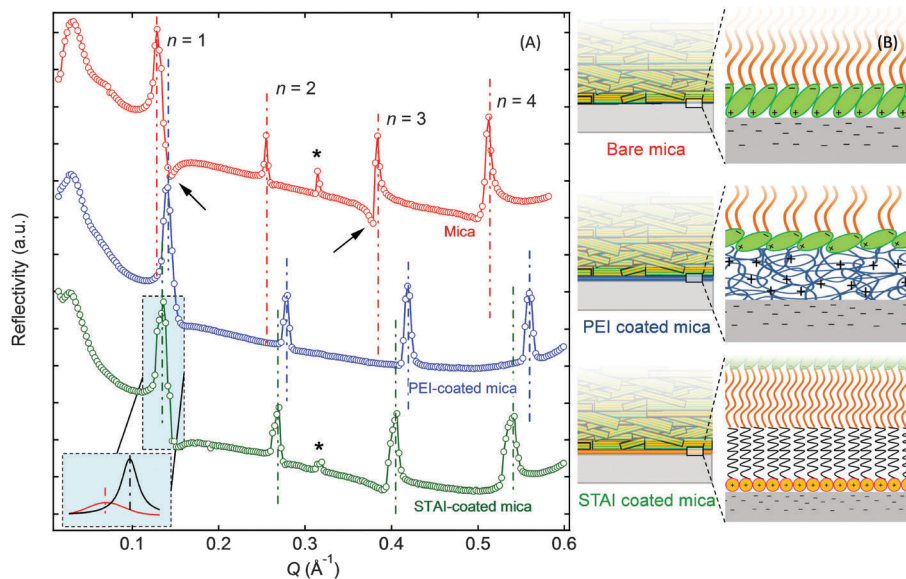 (A)
n = 1
n = 2
n = 3
n = 4
*
Mica
PEI-coated mica
*
STAI-coated mica
Reflectivity (a.u.)
0.1
0.2
0.3
0.4
0.5
0.6
Q (Å⁻¹)
(B)
Bare mica
PEI coated mica
STAI coated mica